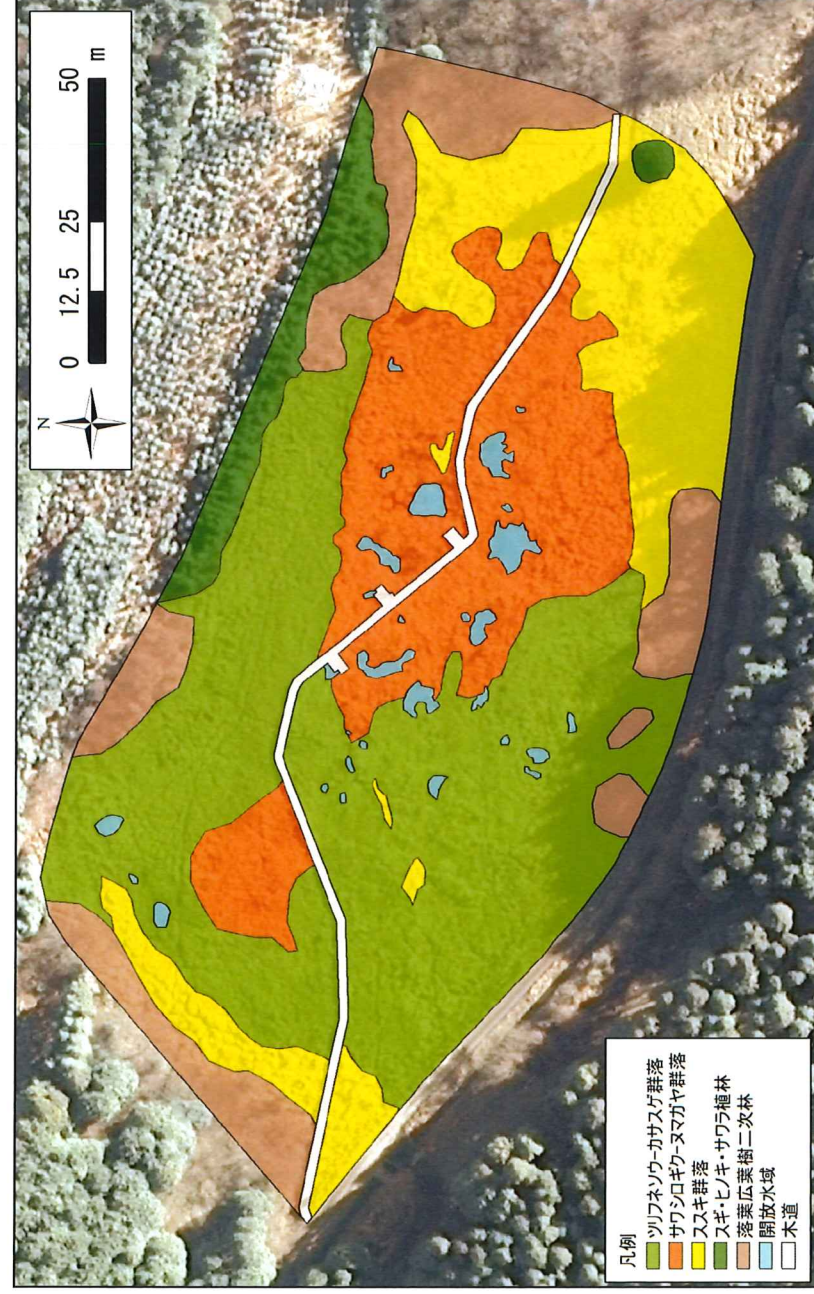 N
0 12.5 25 50 m
凡例
ツリフネソウーカサスゲ群落
サワシロギクーヌマガヤ群落
ススキ群落
スギ・ヒノキ・サワラ植林
落葉広葉樹二次林
開放水域
木道